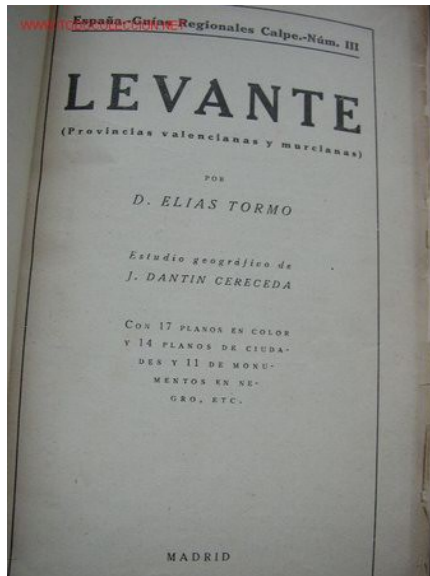 España.-Guías Regionales Calpe.-Núm. III
LEVANTE
(Provincias valencianas y murcianas)
POR
D. ELIAS TORMO
Estudio geográfico de
J. DANTIN CERECEDA
CON 17 PLANOS EN COLOR
Y 14 PLANOS DE CIUDA-
DES Y 11 DE MONU-
MENTOS EN NE-
GRO, ETC.
MADRID